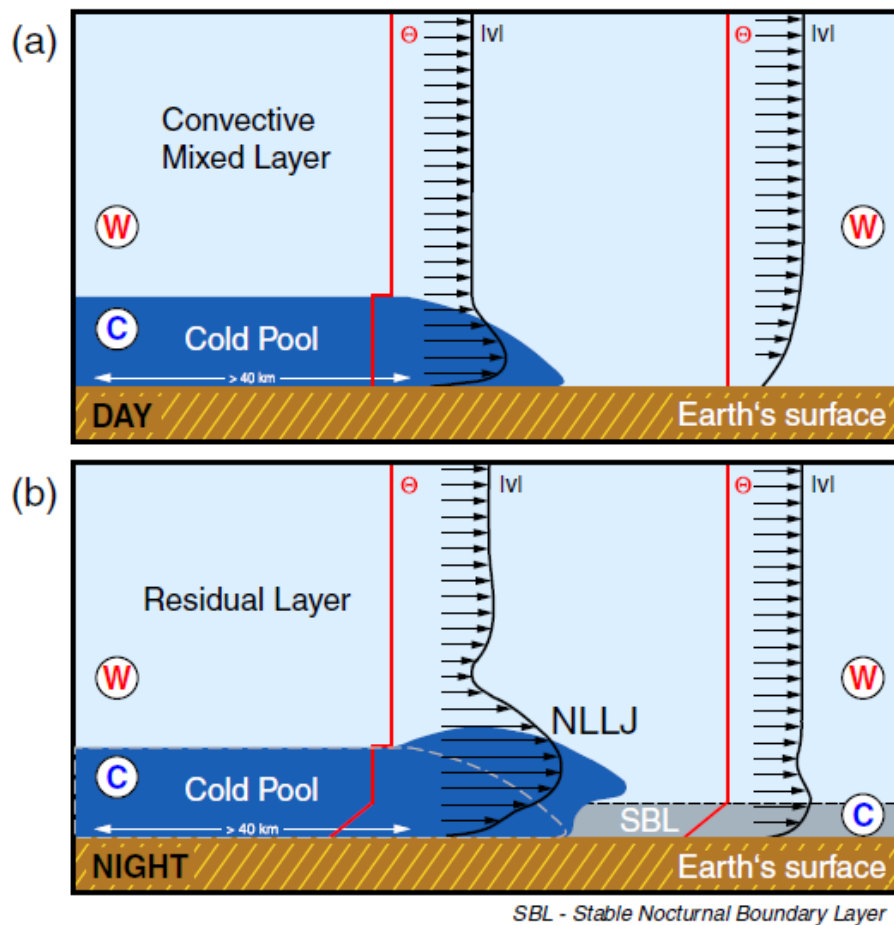 (a)
Θ
|v|
Θ
|v|
Convective
Mixed Layer
W
W
C
Cold Pool
> 40 km
DAY
Earth's surface
(b)
Θ
|v|
Θ
|v|
Residual Layer
W
W
NLLJ
C
Cold Pool
SBL
C
> 40 km
NIGHT
Earth's surface
SBL - Stable Nocturnal Boundary Layer